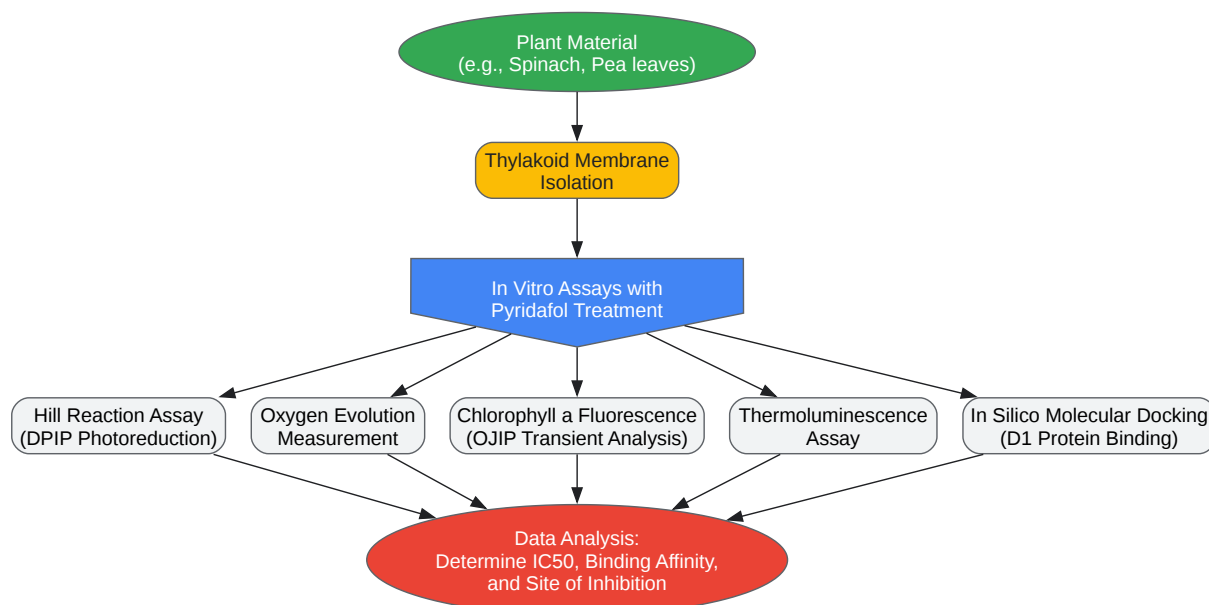 Plant Material
(e.g., Spinach, Pea leaves)
Thylakoid Membrane
Isolation
In Vitro Assays with
Pyridafol Treatment
Hill Reaction Assay
(DPIP Photoreduction)
Oxygen Evolution
Measurement
Chlorophyll a Fluorescence
(OJIP Transient Analysis)
Thermoluminescence
Assay
In Silico Molecular Docking
(D1 Protein Binding)
Data Analysis:
Determine IC50, Binding Affinity,
and Site of Inhibition